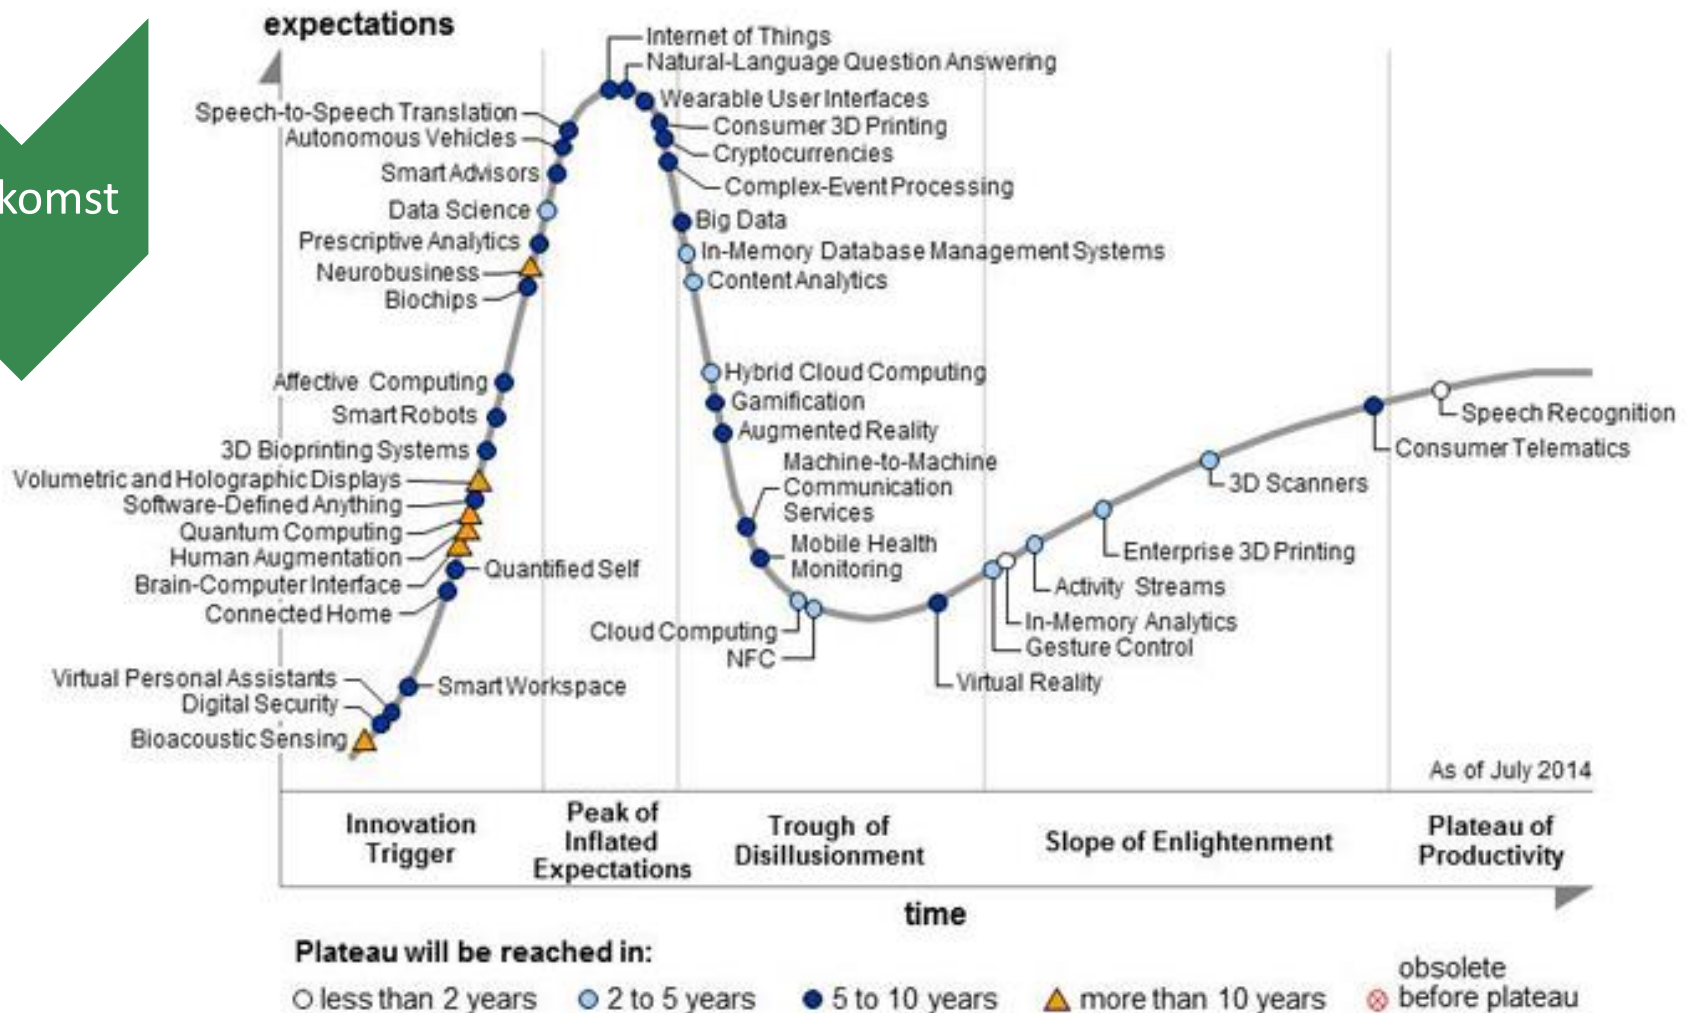 expectations
komst
Internet of Things
Natural-Language Question Answering
Wearable User Interfaces
Consumer 3D Printing
Cryptocurrencies
Complex-Event Processing
Big Data
In-Memory Database Management Systems
Content Analytics
Speech-to-Speech Translation
Autonomous Vehicles
Smart Advisors
Data Science
Prescriptive Analytics
Neurobusiness
Biochips
Affective Computing
Smart Robots
3D Bioprinting Systems
Volumetric and Holographic Displays
Software-Defined Anything
Quantum Computing
Human Augmentation
Brain-Computer Interface
Connected Home
Quantified Self
Virtual Personal Assistants
Digital Security
Bioacoustic Sensing
Smart Workspace
Hybrid Cloud Computing
Gamification
Augmented Reality
Machine-to-Machine
Communication
Services
Mobile Health
Monitoring
Cloud Computing
NFC
Virtual Reality
Gesture Control
In-Memory Analytics
Activity Streams
Enterprise 3D Printing
3D Scanners
Consumer Telematics
Speech Recognition
As of July 2014
Innovation
Trigger
Peak of
Inflated
Expectations
Trough of
Disillusionment
Slope of Enlightenment
Plateau of
Productivity
time
Plateau will be reached in:
less than 2 years
2 to 5 years
5 to 10 years
more than 10 years
obsolete
before plateau